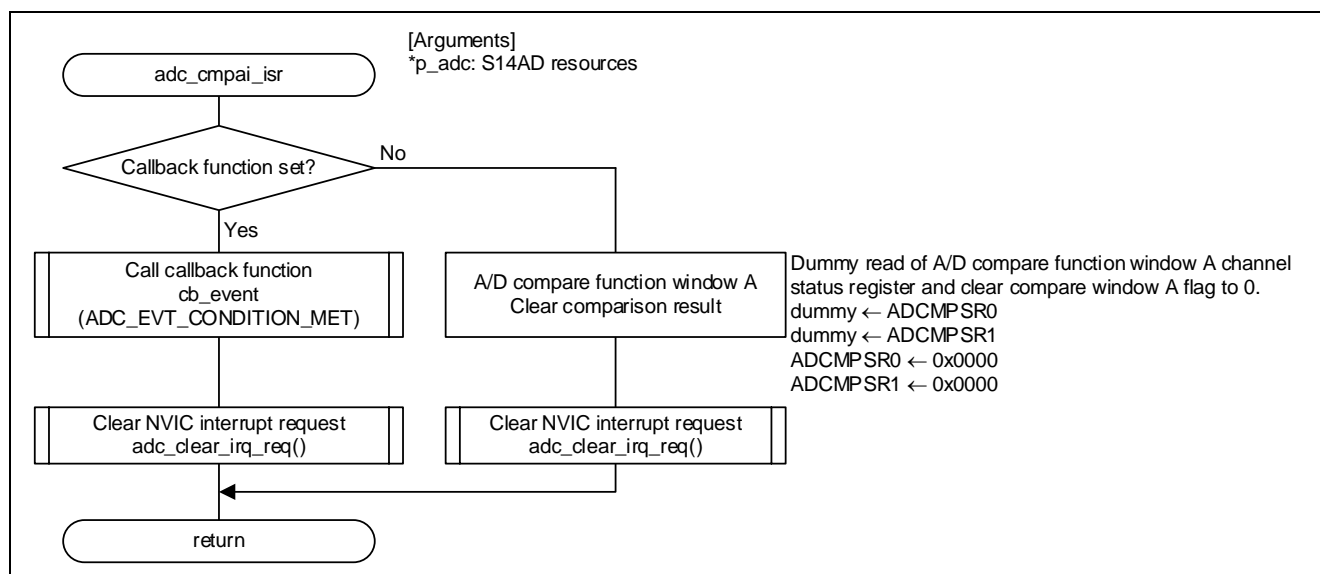 [Arguments]
*p_adc: S14AD resources
adc_cmpai_isr
Callback function set?
No
Yes
Call callback function
cb_event
(ADC_EVT_CONDITION_MET)
A/D compare function window A
Clear comparison result
Dummy read of A/D compare function window A channel
status register and clear compare window A flag to 0.
dummy ← ADCMPSR0
dummy ← ADCMPSR1
ADCMPSR0 ← 0x0000
ADCMPSR1 ← 0x0000
Clear NVIC interrupt request
adc_clear_irq_req()
Clear NVIC interrupt request
adc_clear_irq_req()
return